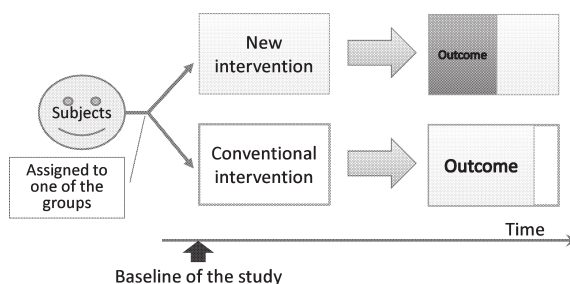 New
intervention
Outcome
Subjects
Assigned to
one of the
groups
Conventional
intervention
Outcome
Time
Baseline of the study